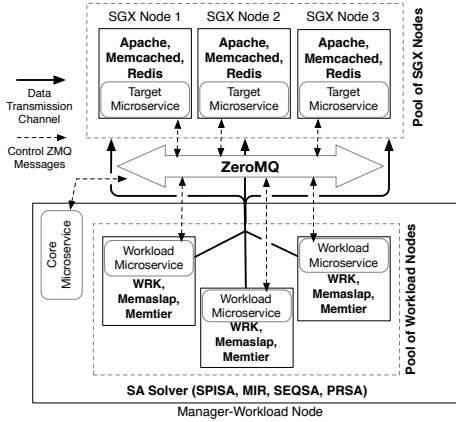 SGX Node 1 SGX Node 2 SGX Node 3
Apache, Memcached, Redis
Target Microservice
Apache, Memcached, Redis
Target Microservice
Apache, Memcached, Redis
Target Microservice
Pool of SGX Nodes
Data Transmission Channel
Control ZMQ Messages
ZeroMQ
Core Microservice
Workload Microservice
WRK, Memaslap, Memtier
Workload Microservice
WRK, Memaslap, Memtier
Workload Microservice
WRK, Memaslap, Memtier
Pool of Workload Nodes
SA Solver (SPISA, MIR, SEQSA, PRSA)
Manager-Workload Node